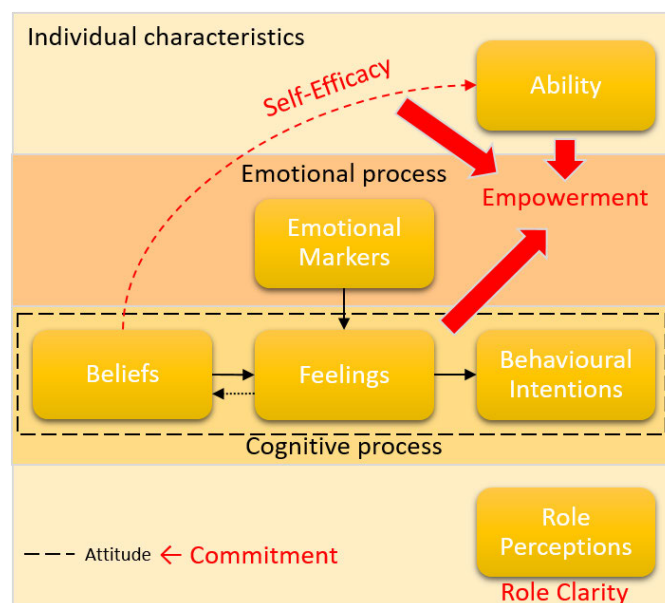 Individual characteristics
Self-Efficacy
Ability
Emotional process
Empowerment
Emotional
Markers
Beliefs
Feelings
Behavioural
Intentions
Cognitive process
Role
Perceptions
Attitude
Commitment
Role Clarity